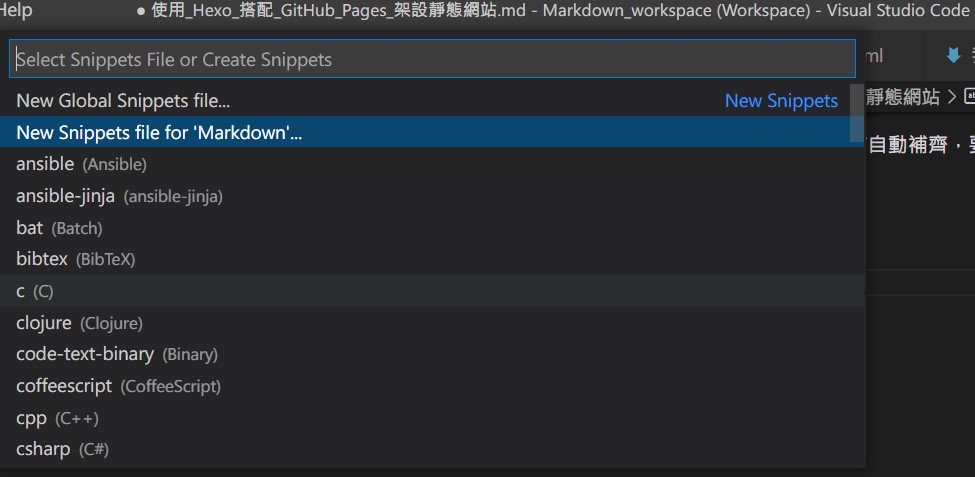 Help
● 使用_Hexo_搭配_GitHub_Pages_架設靜態網站.md - Markdown_workspace (Workspace) - Visual Studio Code
Select Snippets File or Create Snippets
ml
New Global Snippets file... New Snippets
靜態網站 >
New Snippets file for 'Markdown'...
自動補齊，
ansible (Ansible)
ansible-jinja (ansible-jinja)
bat (Batch)
bibtex (BibTeX)
c (C)
clojure (Clojure)
code-text-binary (Binary)
coffeescript (CoffeeScript)
cpp (C++)
csharp (C#)